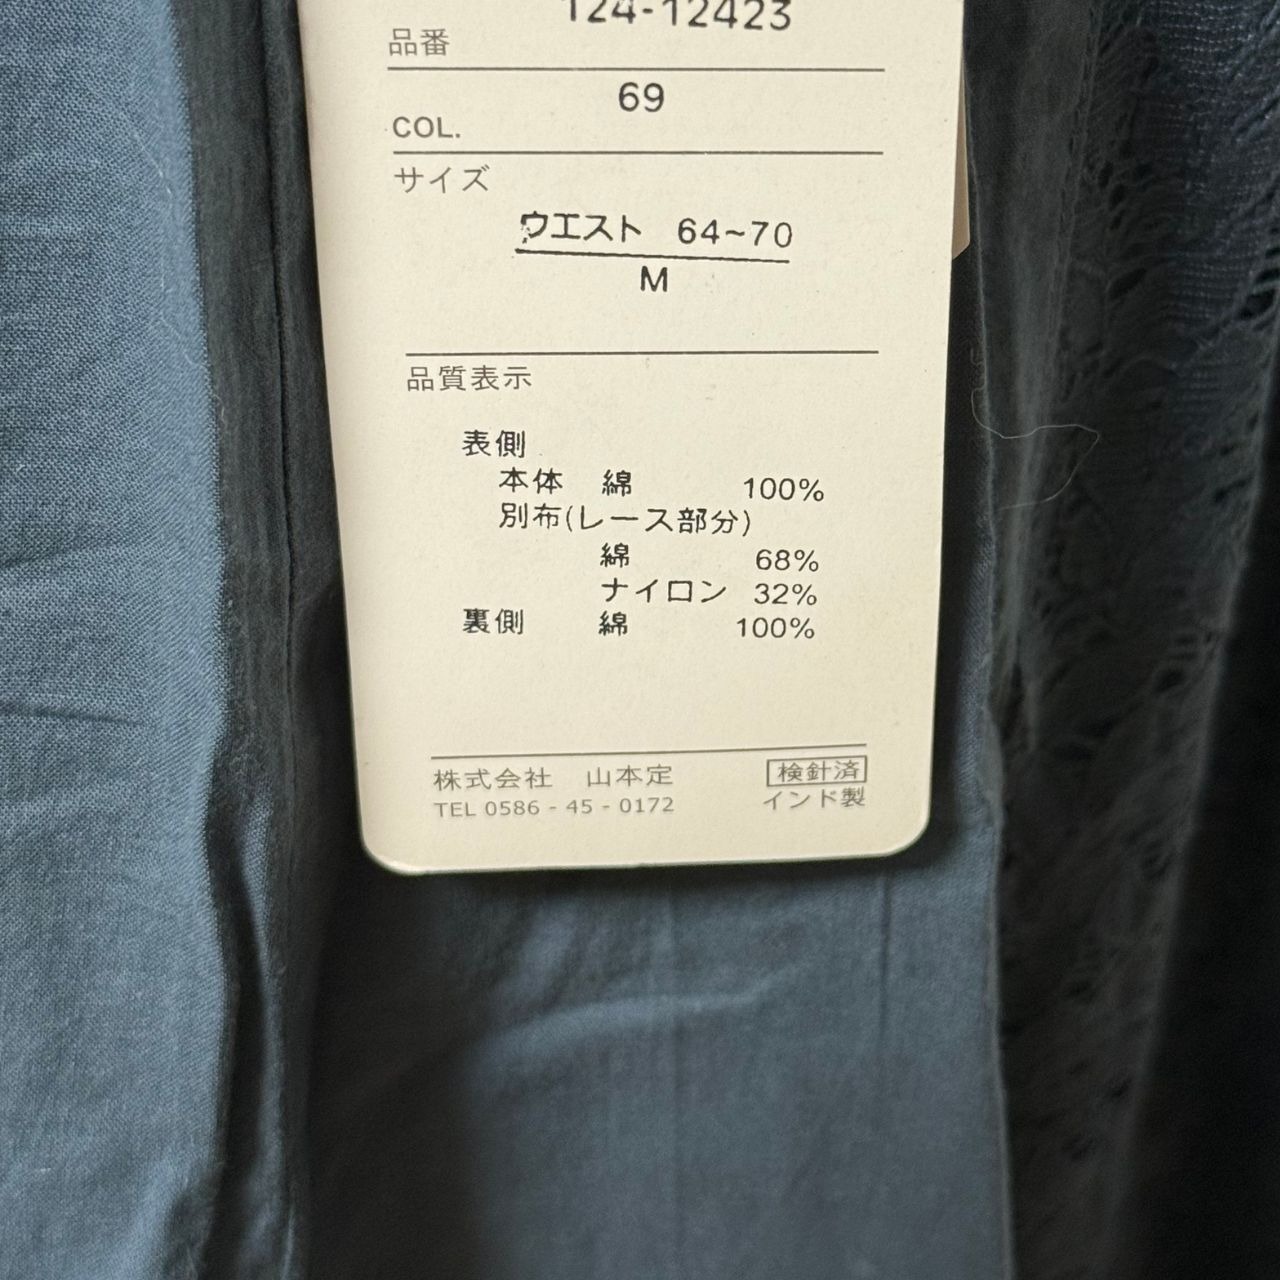 124-12423
品番
69
COL.
サイズ
ウエスト 64~70
M
品質表示
表側
本体 綿 100%
別布(レース部分)
綿 68%
ナイロン 32%
裏側 綿 100%
株式会社 山本定 検針済
TEL 0586 - 45 - 0172 インド製